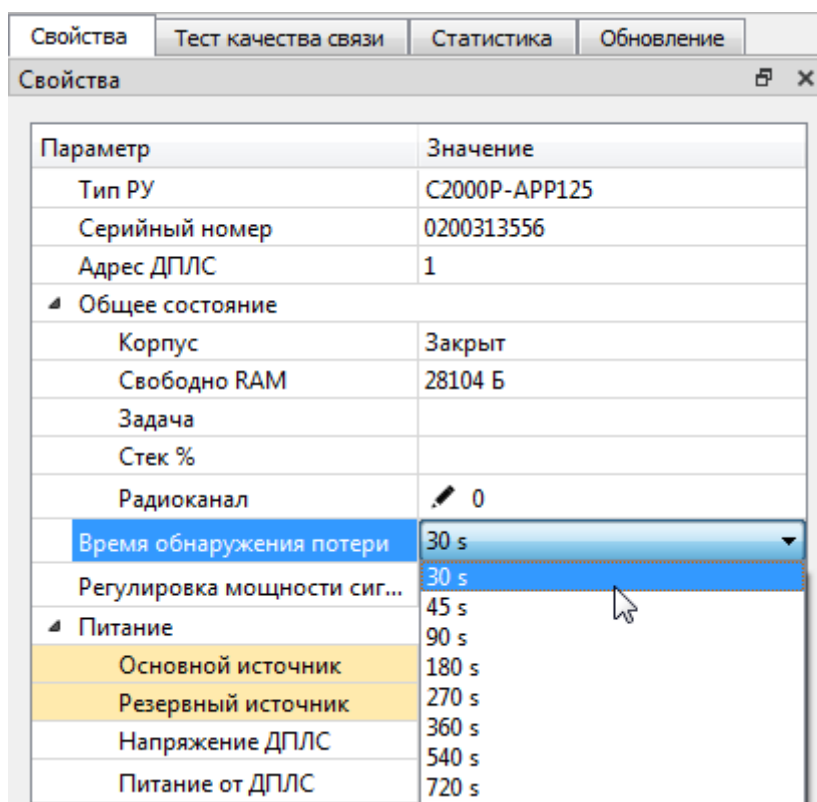 Свойства Тест качества связи Статистика Обновление
Свойства
Параметр Значение
Тип РУ С2000Р-АРР125
Серийный номер 0200313556
Адрес ДПЛС 1
Общее состояние
Корпус Закрыт
Свободно RAM 28104 Б
Задача
Стек %
Радиоканал 0
Время обнаружения потери 30 s
30 s
Регулировка мощности сиг...
45 s
Питание
90 s
Основной источник 180 s
Резервный источник 270 s
360 s
Напряжение ДПЛС
540 s
Питание от ДПЛС 720 s